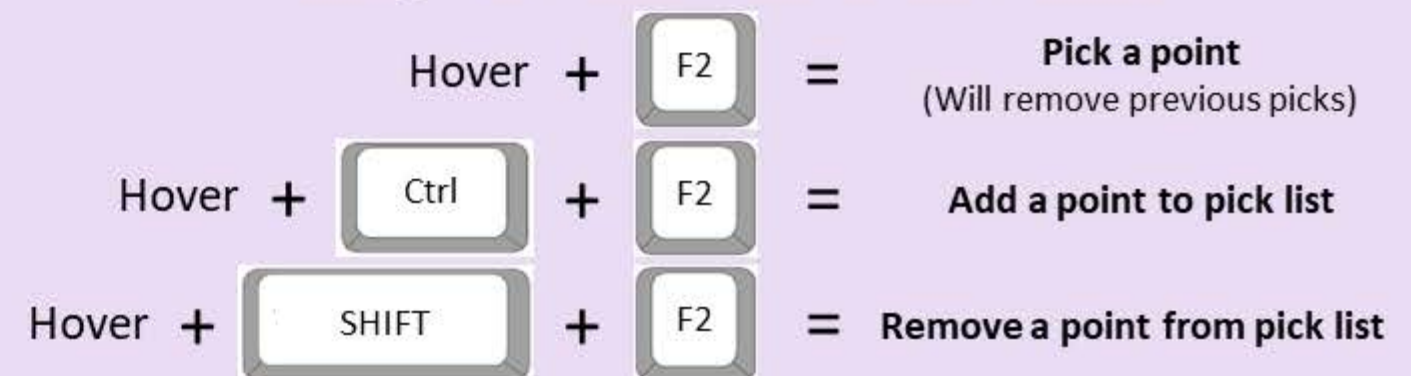 Hover + F2 = Pick a point
(Will remove previous picks)
Hover + Ctrl + F2 = Add a point to pick list
Hover + SHIFT + F2 = Remove a point from pick list